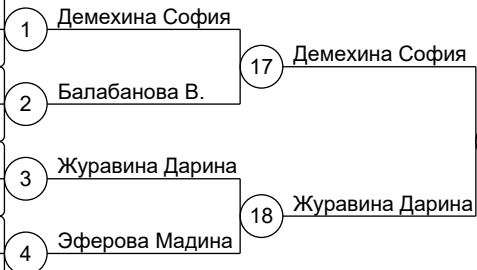 1 Демехина София
17 Демехина София
2 Балабанова В.
3 Журавина Дарина
18 Журавина Дарина
4 Эферова Мадина